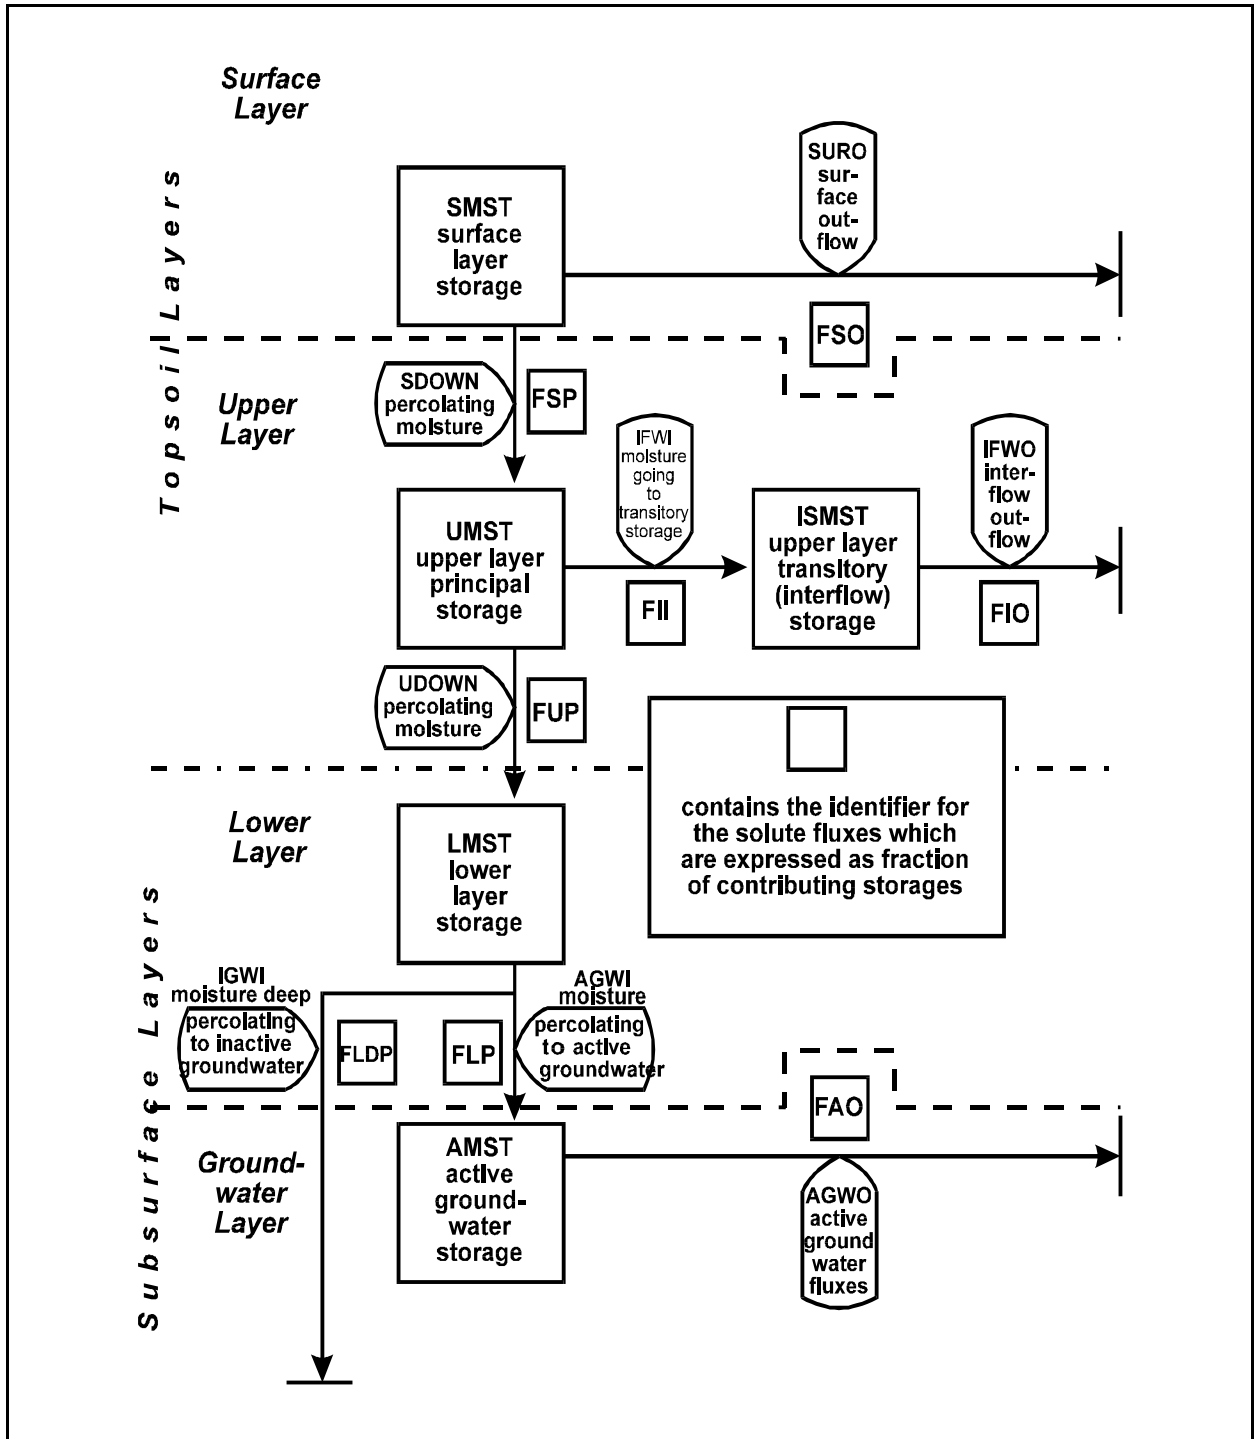 Surface
Layer
Topsoil Layers
SMST
surface
layer
storage
SURO
sur-
face
out-
flow
FSO
Upper
Layer
SDOWN
percolating
moisture
FSP
UMST
upper layer
principal
storage
IFWI
moisture
going
to
transitory
storage
FII
ISMST
upper layer
transitory
(interflow)
storage
IFWO
inter-
flow
out-
flow
FIO
UDOWN
percolating
moisture
FUP
contains the identifier for
the solute fluxes which
are expressed as fraction
of contributing storages
Lower
Layer
Subsurface Layers
LMST
lower
layer
storage
IGWI
moisture deep
percolating
to inactive
groundwater
FLDP
FLP
AGWI
moisture
percolating
to active
groundwater
Ground-
water
Layer
AMST
active
ground-
water
storage
FAO
AGWO
active
ground
water
fluxes